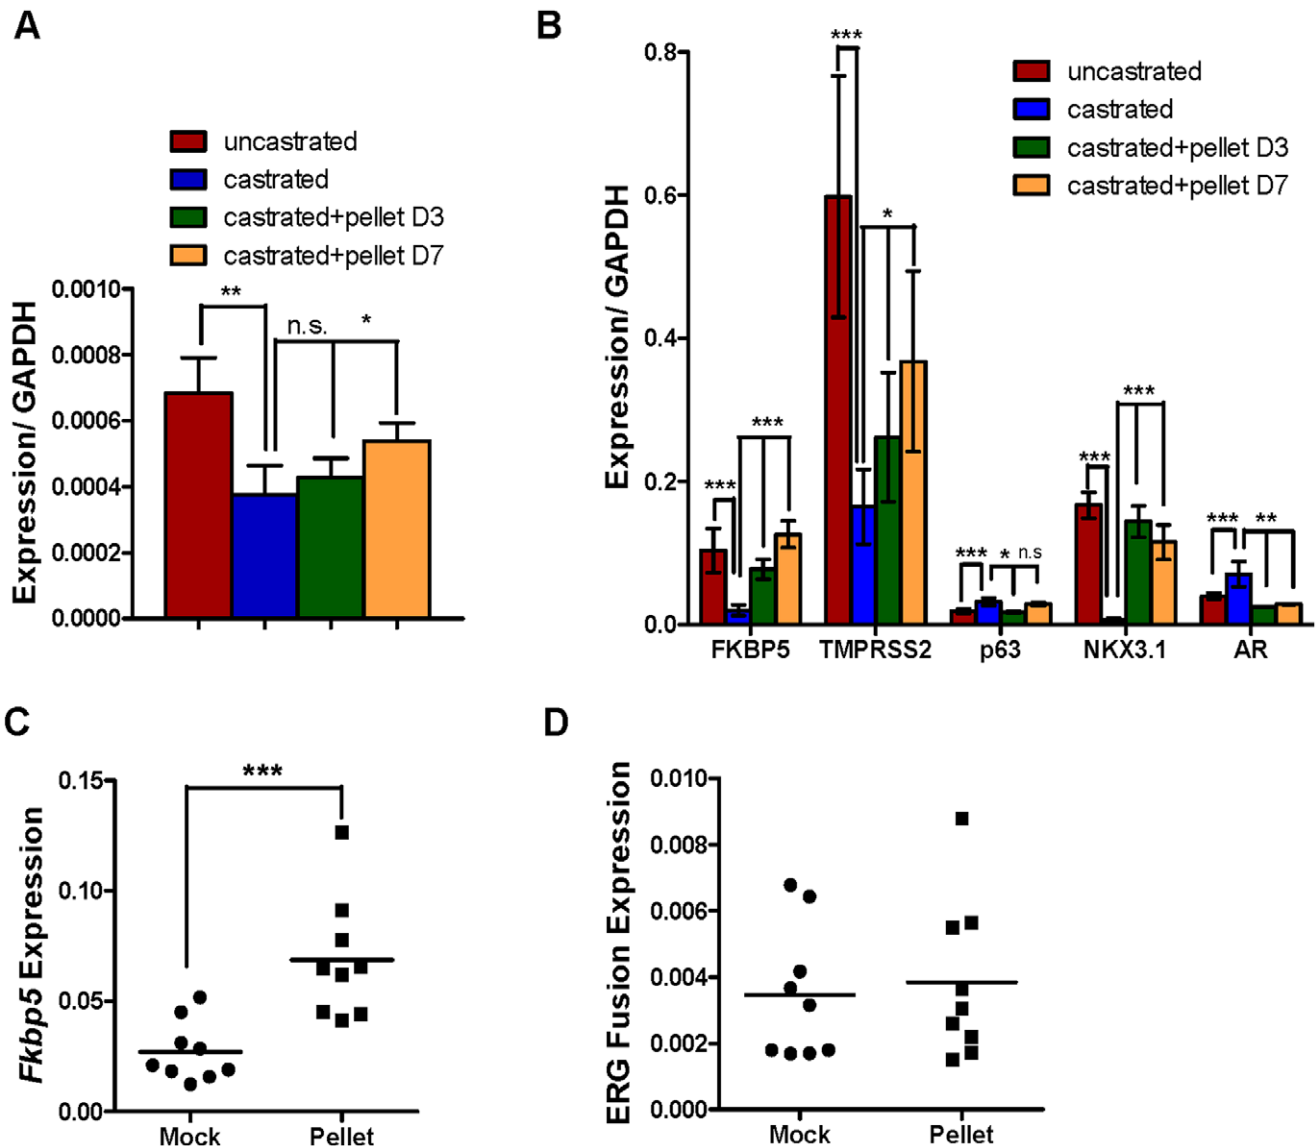 A
uncastrated
castrated
castrated+pellet D3
castrated+pellet D7
Expression/ GAPDH
0.0010
0.0008
0.0006
0.0004
0.0002
0.0000
**
n.s.
*
B
uncastrated
castrated
castrated+pellet D3
castrated+pellet D7
Expression/ GAPDH
0.8
0.6
0.4
0.2
0.0
***
***
***
*
***
*
n.s
***
***
***
**
FKBP5
TMPRSS2
p63
NKX3.1
AR
C
Fkbp5 Expression
0.15
0.10
0.05
0.00
***
Mock
Pellet
D
ERG Fusion Expression
0.010
0.008
0.006
0.004
0.002
0.000
Mock
Pellet